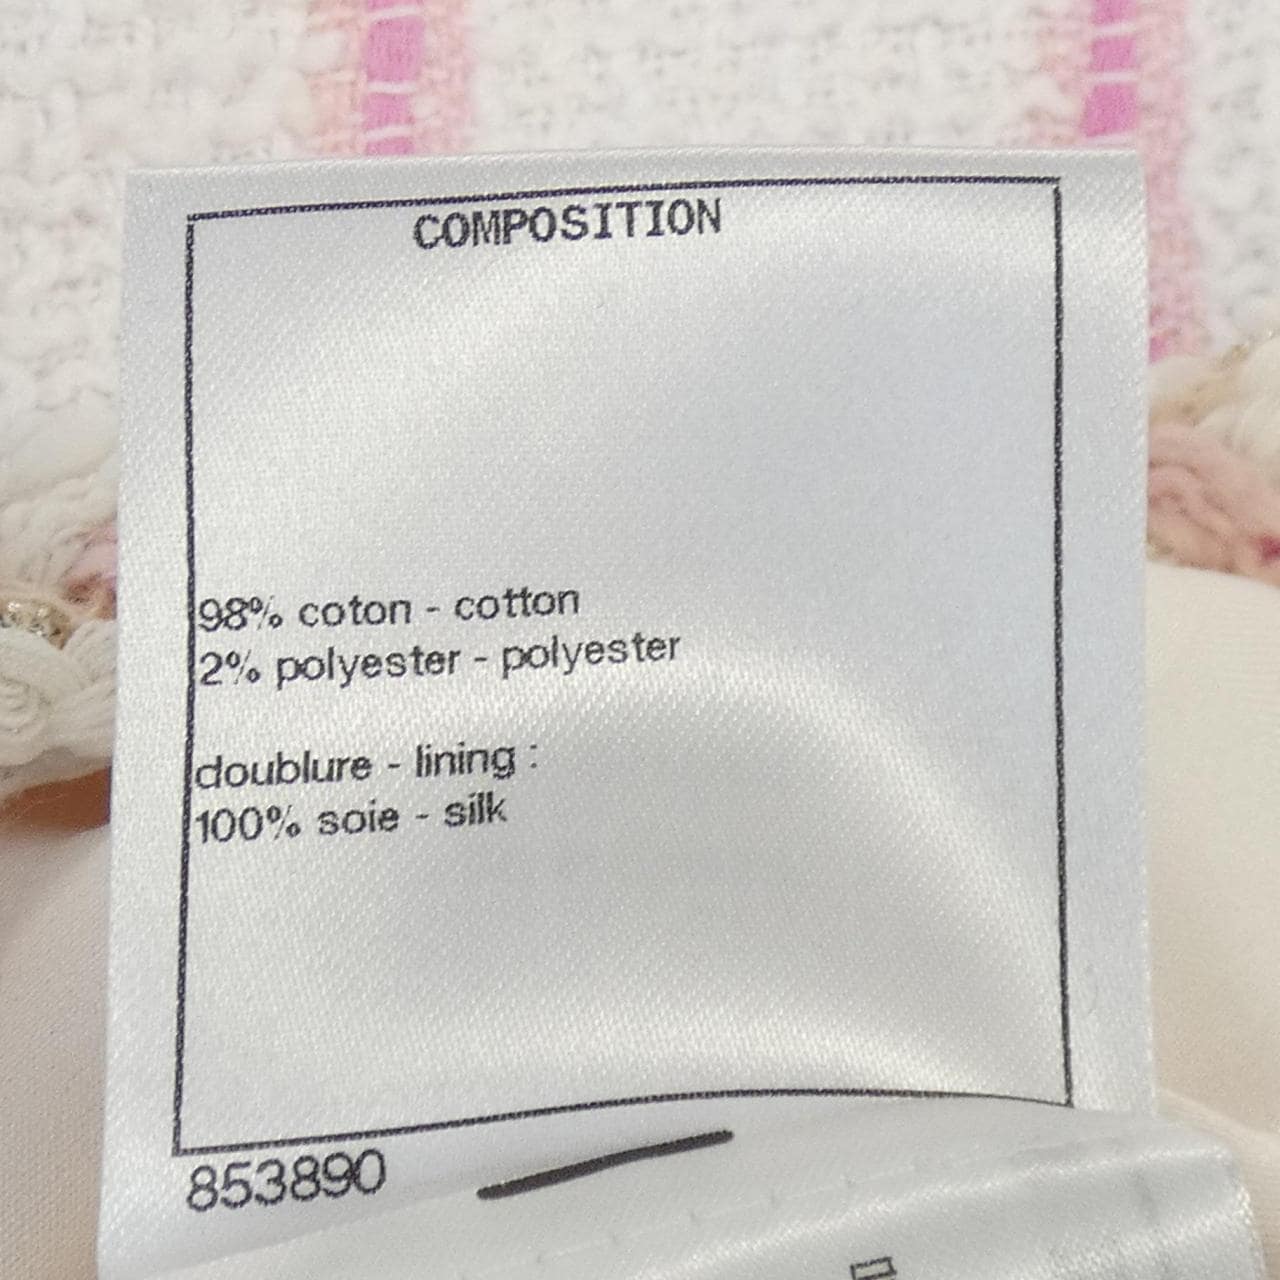 COMPOSITION
98% coton - cotton
2% polyester - polyester
doublure - lining :
100% soie - silk
853890